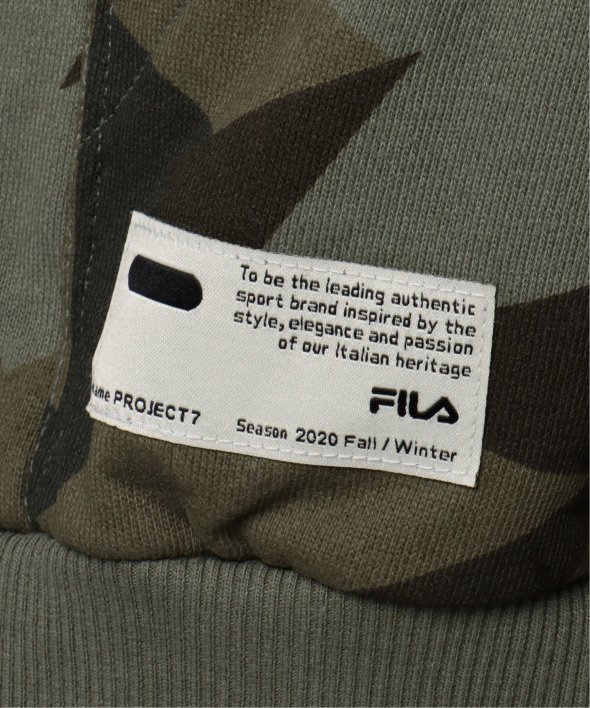 To be the leading authentic
sport brand inspired by the
style, elegance and passion
of our Italian heritage
FILA
PROJECT7
Season 2020 Fall / Winter